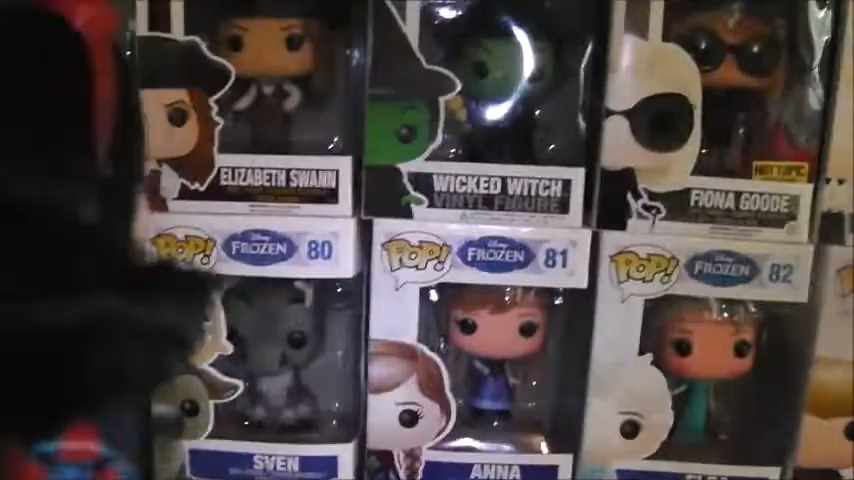 ELIZABETH SWANN
WICKED WITCH
VINYL FIGURE
HOT TOPIC
FIONA GOODE
POP! Disney FROZEN 80
POP! Disney FROZEN 81
POP! Disney FROZEN 82
SVEN
ANNA
ELSA